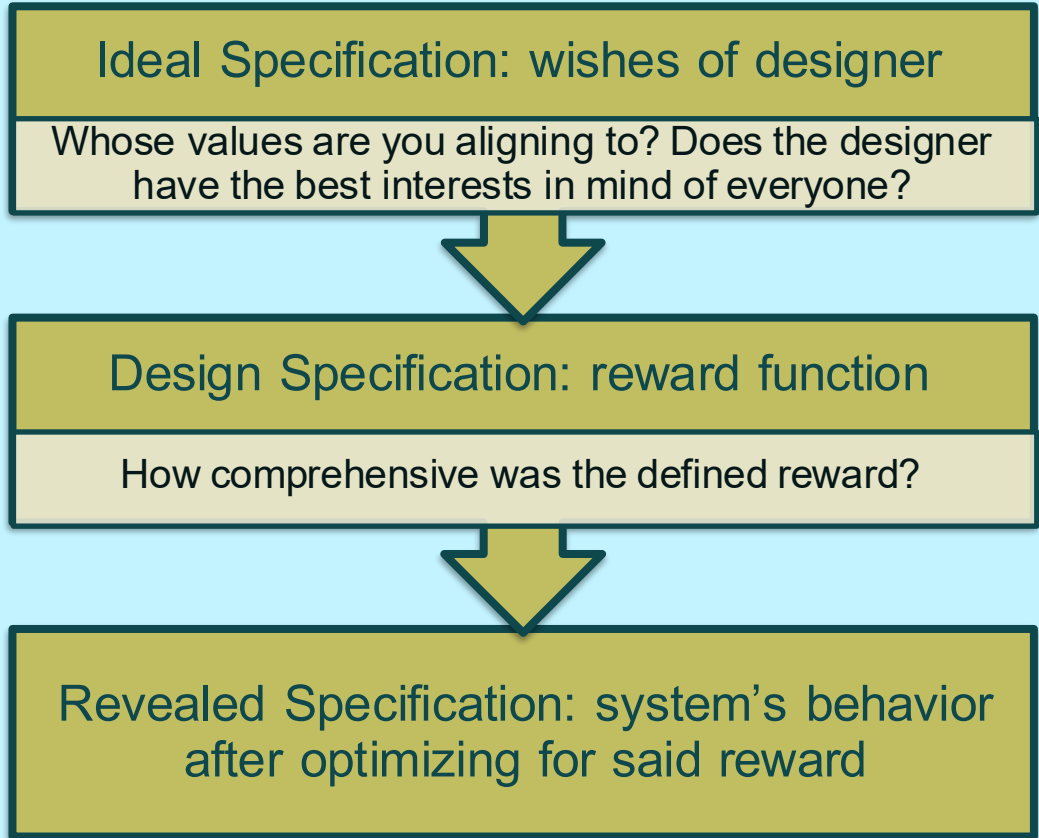 Ideal Specification: wishes of designer
Whose values are you aligning to? Does the designer
have the best interests in mind of everyone?
Design Specification: reward function
How comprehensive was the defined reward?
Revealed Specification: system’s behavior
after optimizing for said reward